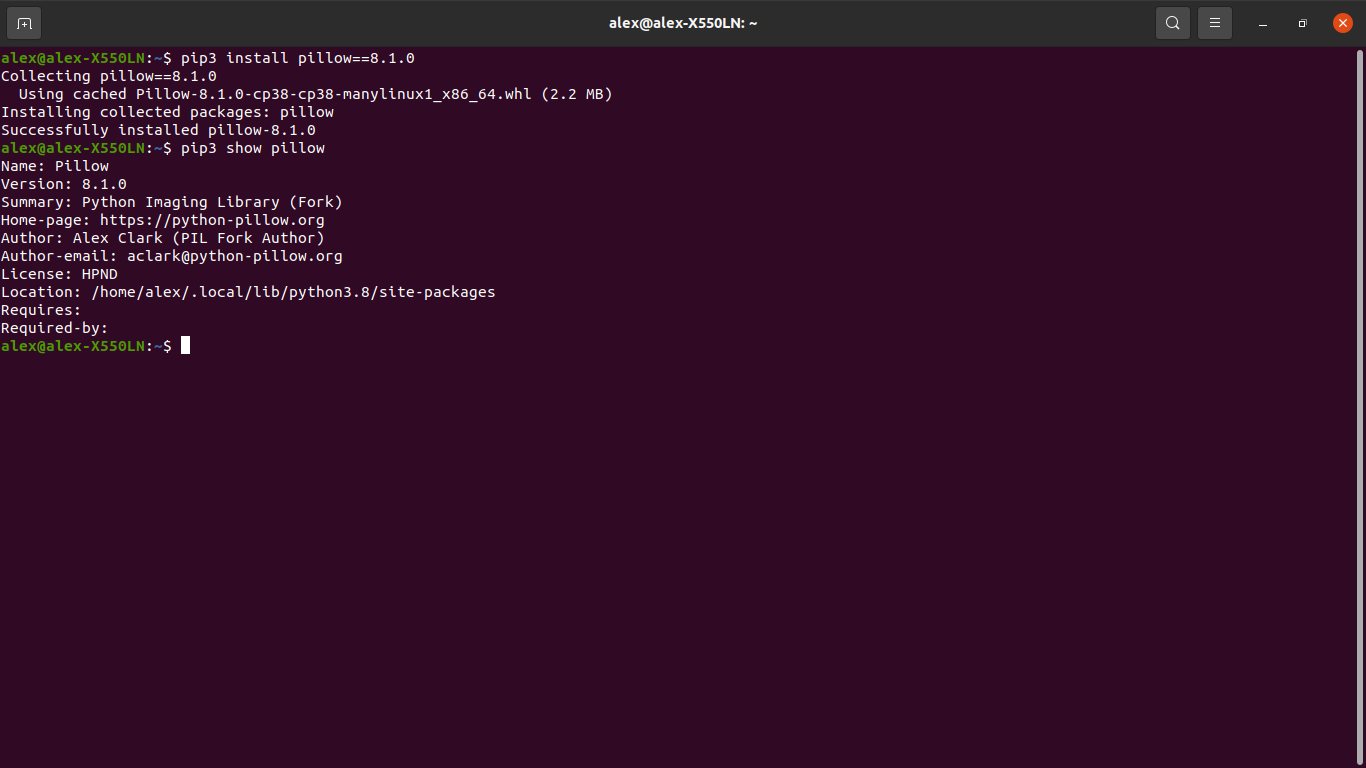 alex@alex-X550LN: ~
alex@alex-X550LN:~$ pip3 install pillow==8.1.0
Collecting pillow==8.1.0
  Using cached Pillow-8.1.0-cp38-cp38-manylinux1_x86_64.whl (2.2 MB)
Installing collected packages: pillow
Successfully installed pillow-8.1.0
alex@alex-X550LN:~$ pip3 show pillow
Name: Pillow
Version: 8.1.0
Summary: Python Imaging Library (Fork)
Home-page: https://python-pillow.org
Author: Alex Clark (PIL Fork Author)
Author-email: aclark@python-pillow.org
License: HPND
Location: /home/alex/.local/lib/python3.8/site-packages
Requires:
Required-by:
alex@alex-X550LN:~$